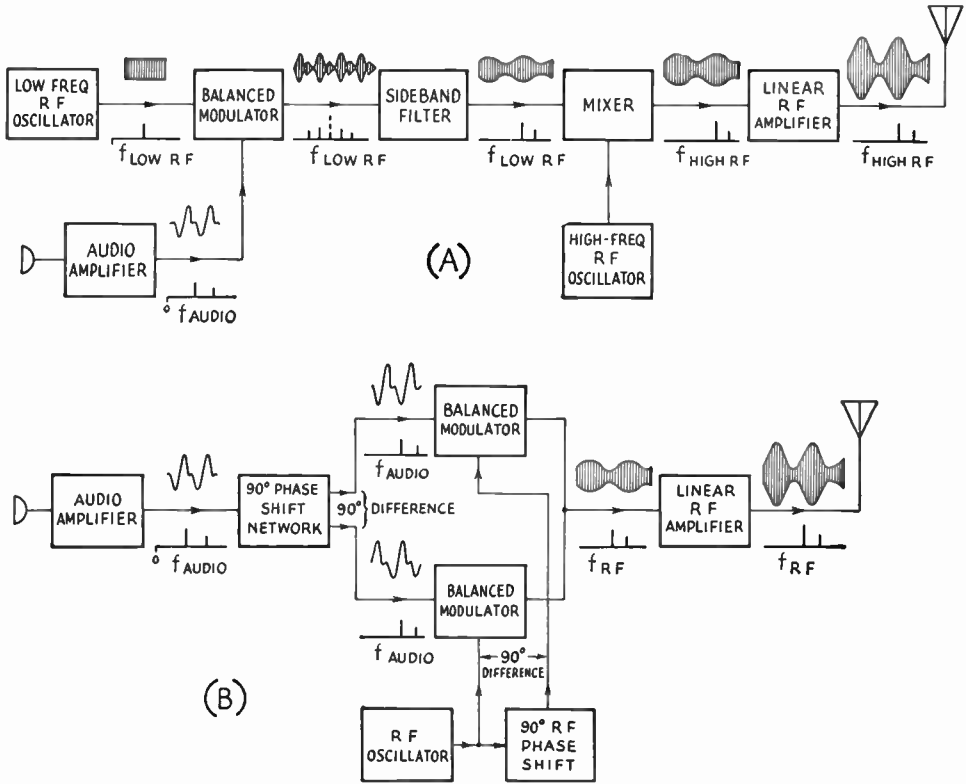 LOW FREQ
R F
OSCILLATOR
BALANCED
MODULATOR
SIDEBAND
FILTER
MIXER
LINEAR
R F
AMPLIFIER
f LOW R F
f LOW R F
f LOW R F
f HIGH R F
f HIGH R F
AUDIO
AMPLIFIER
0 f AUDIO
(A)
HIGH-FREQ
R F
OSCILLATOR
BALANCED
MODULATOR
f AUDIO
AUDIO
AMPLIFIER
90° PHASE
SHIFT
NETWORK
90° } DIFFERENCE
LINEAR
R F
AMPLIFIER
0 f AUDIO
f R F
f R F
BALANCED
MODULATOR
f AUDIO
90°
DIFFERENCE
(B)
R F
OSCILLATOR
90° R F
PHASE
SHIFT